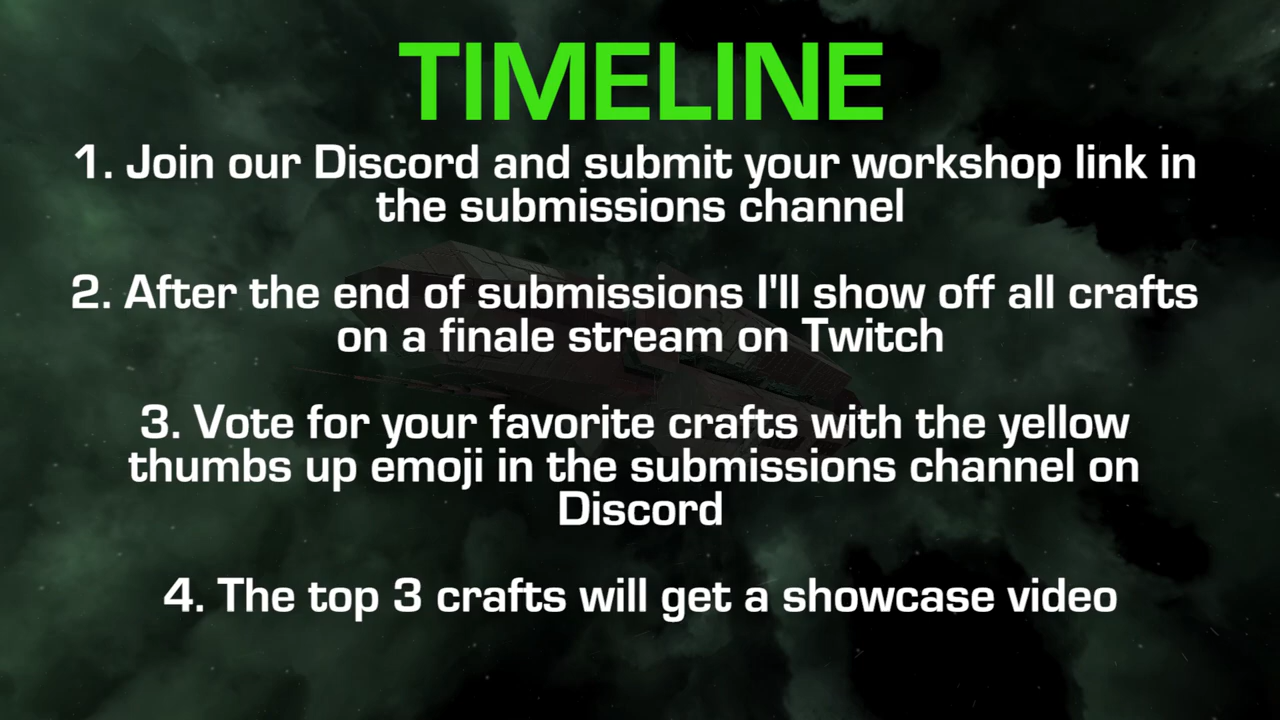 TIMELINE
1. Join our Discord and submit your workshop link in
the submissions channel
2. After the end of submissions I'll show off all crafts
on a finale stream on Twitch
3. Vote for your favorite crafts with the yellow
thumbs up emoji in the submissions channel on
Discord
4. The top 3 crafts will get a showcase video